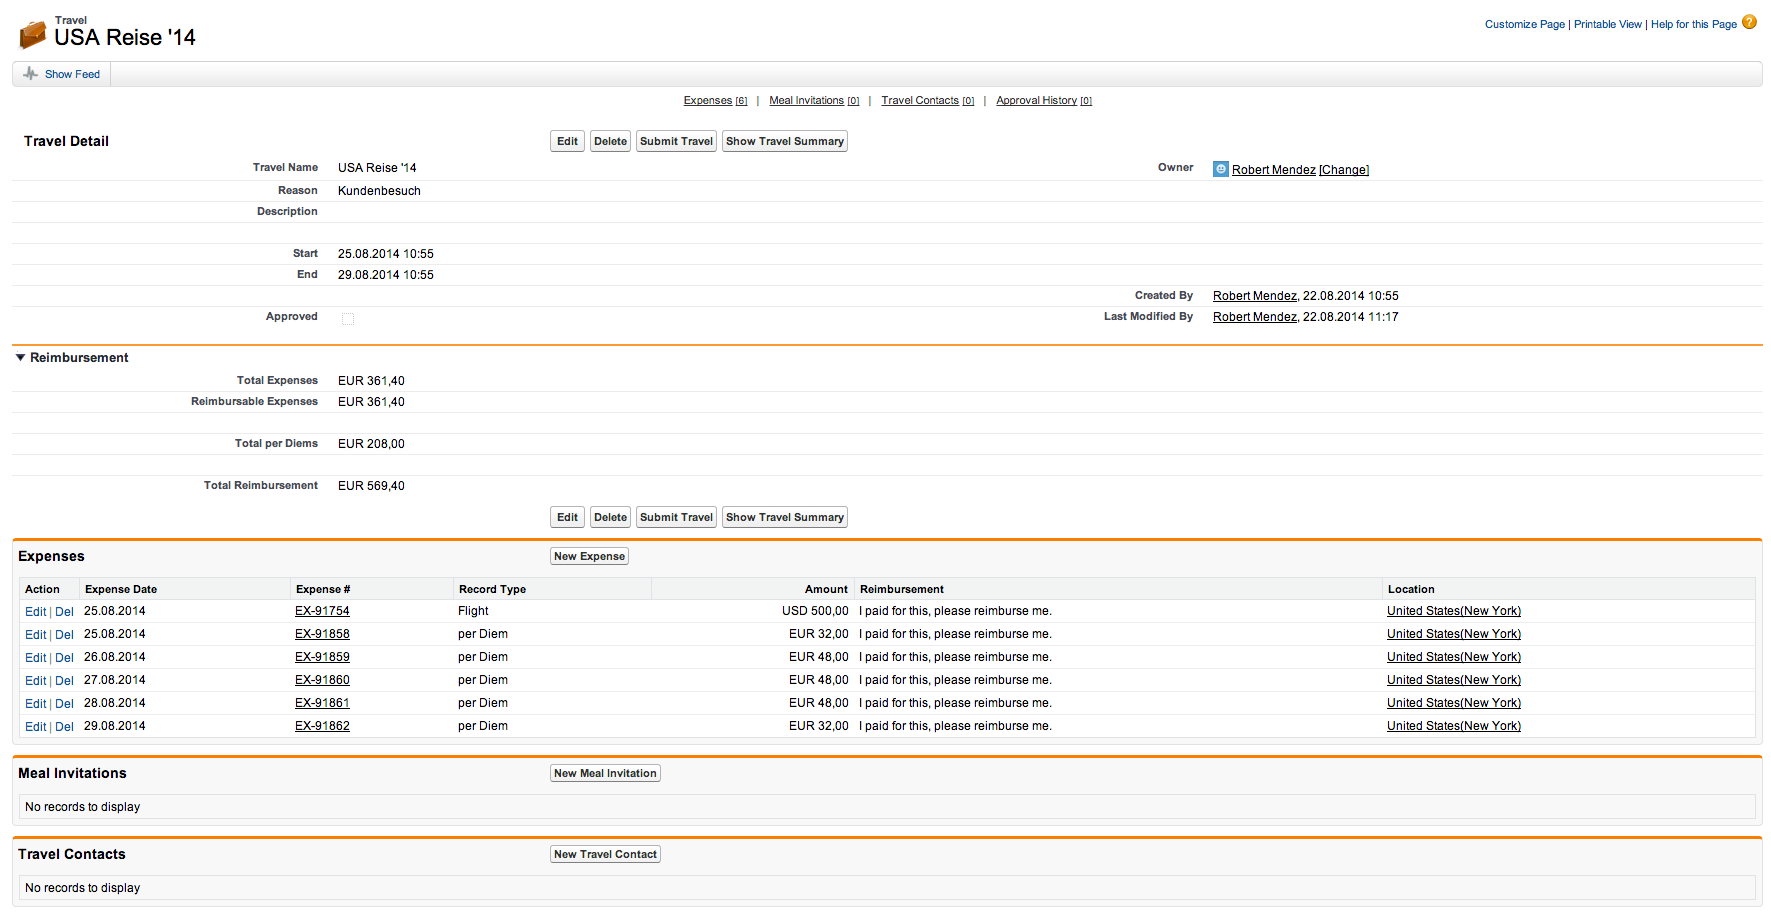 Travel
USA Reise '14
Customize Page | Printable View | Help for this Page ?
Show Feed
Expenses [6] | Meal Invitations [0] | Travel Contacts [0] | Approval History [0]
Travel Detail Edit Delete Submit Travel Show Travel Summary
Travel Name USA Reise '14 Owner Robert Mendez [Change]
Reason Kundenbesuch
Description
Start 25.08.2014 10:55
End 29.08.2014 10:55
Created By Robert Mendez, 22.08.2014 10:55
Approved Last Modified By Robert Mendez, 22.08.2014 11:17
Reimbursement
Total Expenses EUR 361,40
Reimbursable Expenses EUR 361,40
Total per Diems EUR 208,00
Total Reimbursement EUR 569,40
Edit Delete Submit Travel Show Travel Summary
Expenses New Expense
Action Expense Date Expense # Record Type Amount Reimbursement Location
Edit | Del 25.08.2014 EX-91754 Flight USD 500,00 I paid for this, please reimburse me. United States(New York)
Edit | Del 25.08.2014 EX-91858 per Diem EUR 32,00 I paid for this, please reimburse me. United States(New York)
Edit | Del 26.08.2014 EX-91859 per Diem EUR 48,00 I paid for this, please reimburse me. United States(New York)
Edit | Del 27.08.2014 EX-91860 per Diem EUR 48,00 I paid for this, please reimburse me. United States(New York)
Edit | Del 28.08.2014 EX-91861 per Diem EUR 48,00 I paid for this, please reimburse me. United States(New York)
Edit | Del 29.08.2014 EX-91862 per Diem EUR 32,00 I paid for this, please reimburse me. United States(New York)
Meal Invitations New Meal Invitation
No records to display
Travel Contacts New Travel Contact
No records to display